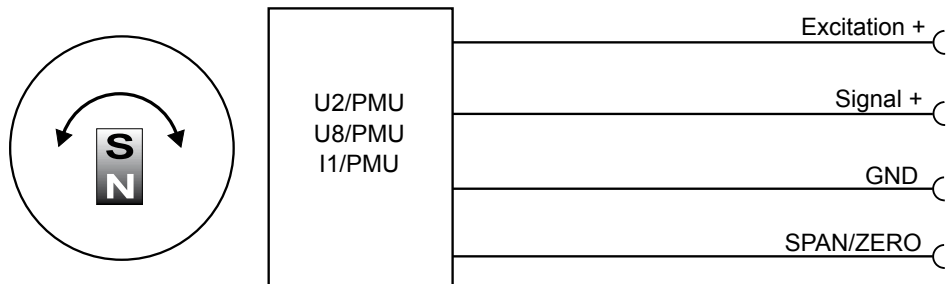 S
N
U2/PMU
U8/PMU
I1/PMU
Excitation +
Signal +
GND
SPAN/ZERO